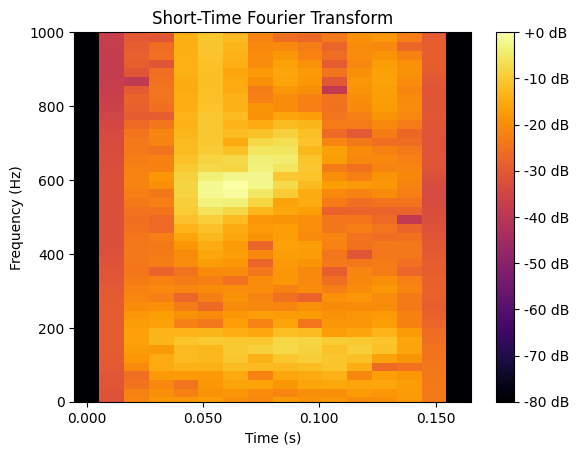 Short-Time Fourier Transform
1000
800
600
400
200
0
Frequency (Hz)
0.000
0.050
0.100
0.150
Time (s)
+0 dB
-10 dB
-20 dB
-30 dB
-40 dB
-50 dB
-60 dB
-70 dB
-80 dB